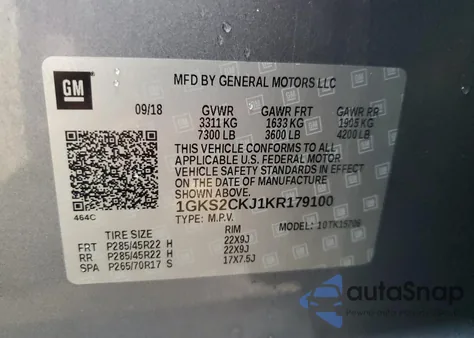 GM
MFD BY GENERAL MOTORS LLC
09/18 GVWR GAWR FRT GAWR RR
3311 KG 1633 KG 1905 KG
7300 LB 3600 LB 4200 LB
THIS VEHICLE CONFORMS TO ALL
APPLICABLE U.S. FEDERAL MOTOR
VEHICLE SAFETY STANDARDS IN EFFECT
ON THE DATE OF MANUFACTURE
SHOWN ABOVE.
1GKS2CKJ1KR179100
TYPE: M.P.V. MODEL: 10TK15706
464C
TIRE SIZE RIM
FRT P285/45R22 H 22X9J
RR P285/45R22 H 22X9J
SPA P265/70R17 S 17X7.5J
autoSnap